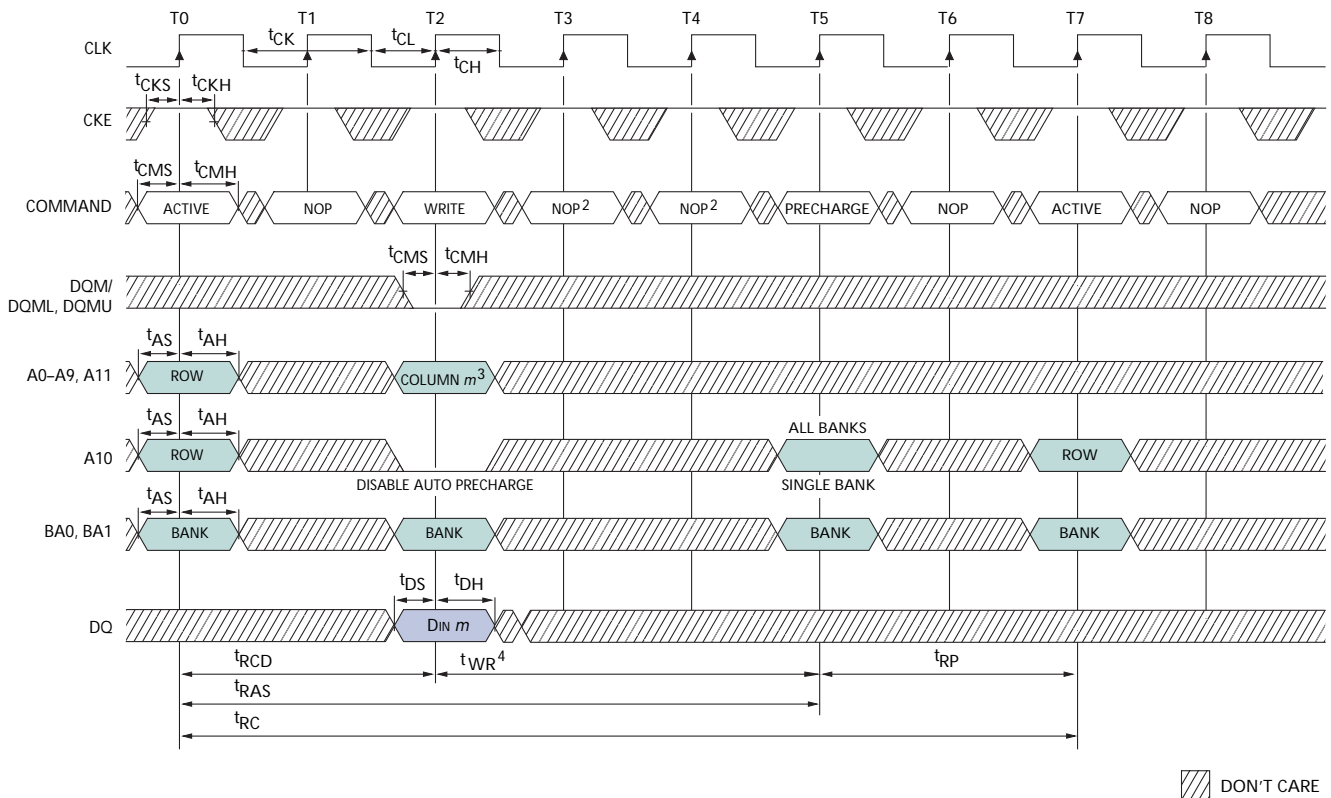 T0 T1 T2 T3 T4 T5 T6 T7 T8
CLK
tCK tCL
tCH
tCKS tCKH
CKE
tCMS tCMH
COMMAND ACTIVE NOP WRITE NOP2 NOP2 PRECHARGE NOP ACTIVE NOP
tCMS tCMH
DQM/
DQML, DQMU
tAS tAH
A0–A9, A11 ROW COLUMN m3
tAS tAH ALL BANKS
A10 ROW ROW
DISABLE AUTO PRECHARGE SINGLE BANK
tAS tAH
BA0, BA1 BANK BANK BANK BANK
tDS tDH
DQ DIN m
tRCD tWR4 tRP
tRAS
tRC
DON'T CARE